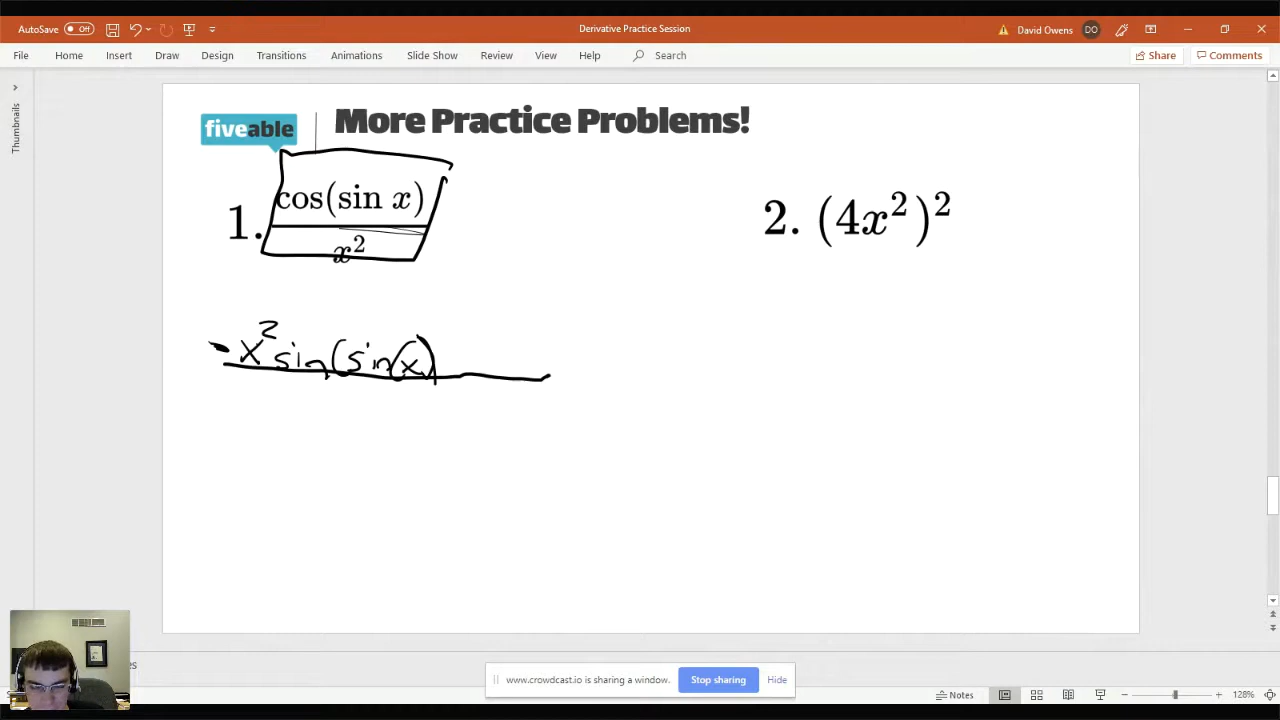 AutoSave Off Derivative Practice Session David Owens DO
File Home Insert Draw Design Transitions Animations Slide Show Review View Help Search Share Comments
Thumbnails
fiveable More Practice Problems!
1. cos(sin x) / x²
2. (4x²)²
-x² sin(sin(x)
www.crowdcast.io is sharing a window. Stop sharing Hide
Notes 128%